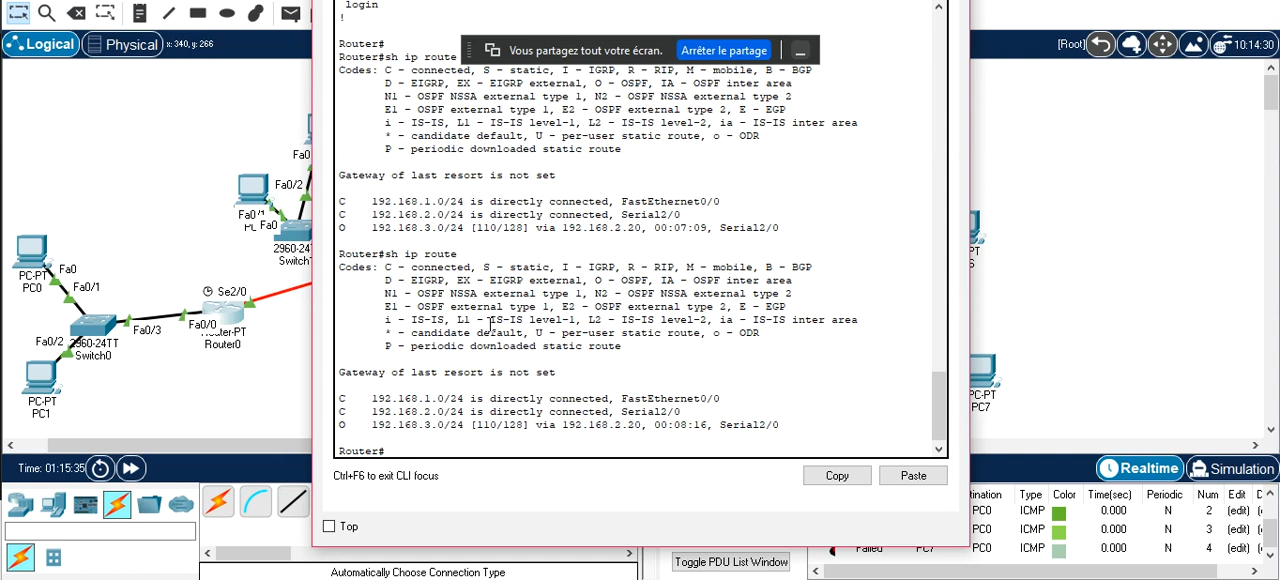 Logical
Physical
x: 340, y: 266
[Root]
10:14:30
login
!
Router#
Router#sh ip route
Vous partagez tout votre écran.
Arrêter le partage
Codes: C - connected, S - static, I - IGRP, R - RIP, M - mobile, B - BGP
D - EIGRP, EX - EIGRP external, O - OSPF, IA - OSPF inter area
N1 - OSPF NSSA external type 1, N2 - OSPF NSSA external type 2
E1 - OSPF external type 1, E2 - OSPF external type 2, E - EGP
i - IS-IS, L1 - IS-IS level-1, L2 - IS-IS level-2, ia - IS-IS inter area
* - candidate default, U - per-user static route, o - ODR
P - periodic downloaded static route
Gateway of last resort is not set
C 192.168.1.0/24 is directly connected, FastEthernet0/0
C 192.168.2.0/24 is directly connected, Serial2/0
O 192.168.3.0/24 [110/128] via 192.168.2.20, 00:07:09, Serial2/0
Router#sh ip route
Codes: C - connected, S - static, I - IGRP, R - RIP, M - mobile, B - BGP
D - EIGRP, EX - EIGRP external, O - OSPF, IA - OSPF inter area
N1 - OSPF NSSA external type 1, N2 - OSPF NSSA external type 2
E1 - OSPF external type 1, E2 - OSPF external type 2, E - EGP
i - IS-IS, L1 - IS-IS level-1, L2 - IS-IS level-2, ia - IS-IS inter area
* - candidate default, U - per-user static route, o - ODR
P - periodic downloaded static route
Gateway of last resort is not set
C 192.168.1.0/24 is directly connected, FastEthernet0/0
C 192.168.2.0/24 is directly connected, Serial2/0
O 192.168.3.0/24 [110/128] via 192.168.2.20, 00:08:16, Serial2/0
Router#
Ctrl+F6 to exit CLI focus
Copy
Paste
Top
Fa0/2
Fa0
PC-PT
PC0
Fa0
Fa0/1
Fa0/3
Fa0/2
2960-24TT
Switch0
PC-PT
PC1
Se2/0
Fa0/0
Router-PT
Router0
PC-PT
PC7
Time: 01:15:35
Realtime
Simulation
Automatically Choose Connection Type
Toggle PDU List Window
Type Color Time(sec) Periodic Num Edit
PC0 ICMP 0.000 N 2 (edit)
PC0 ICMP 0.000 N 3 (edit)
Failed PC7 PC0 ICMP 0.000 N 4 (edit)